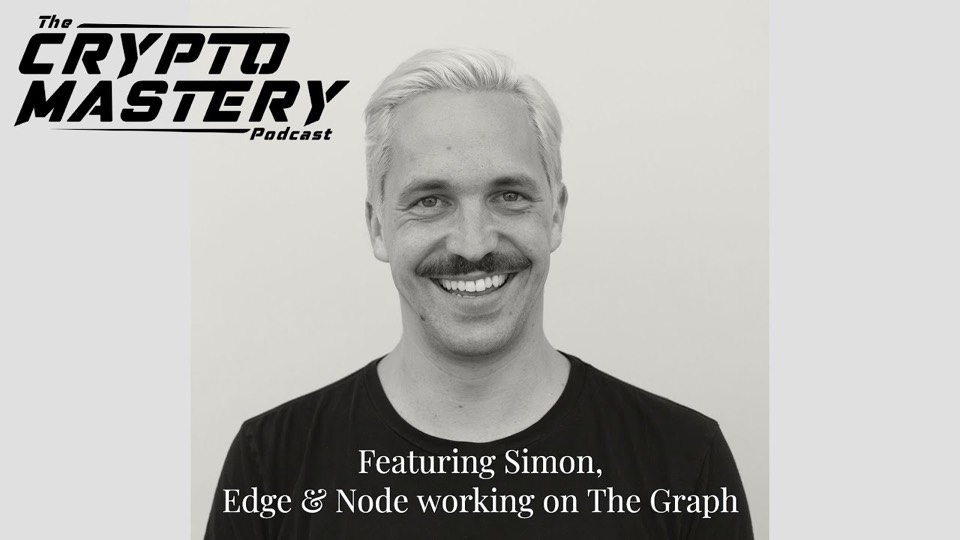 The
CRYPTO
MASTERY
Podcast
Featuring Simon,
Edge & Node working on The Graph